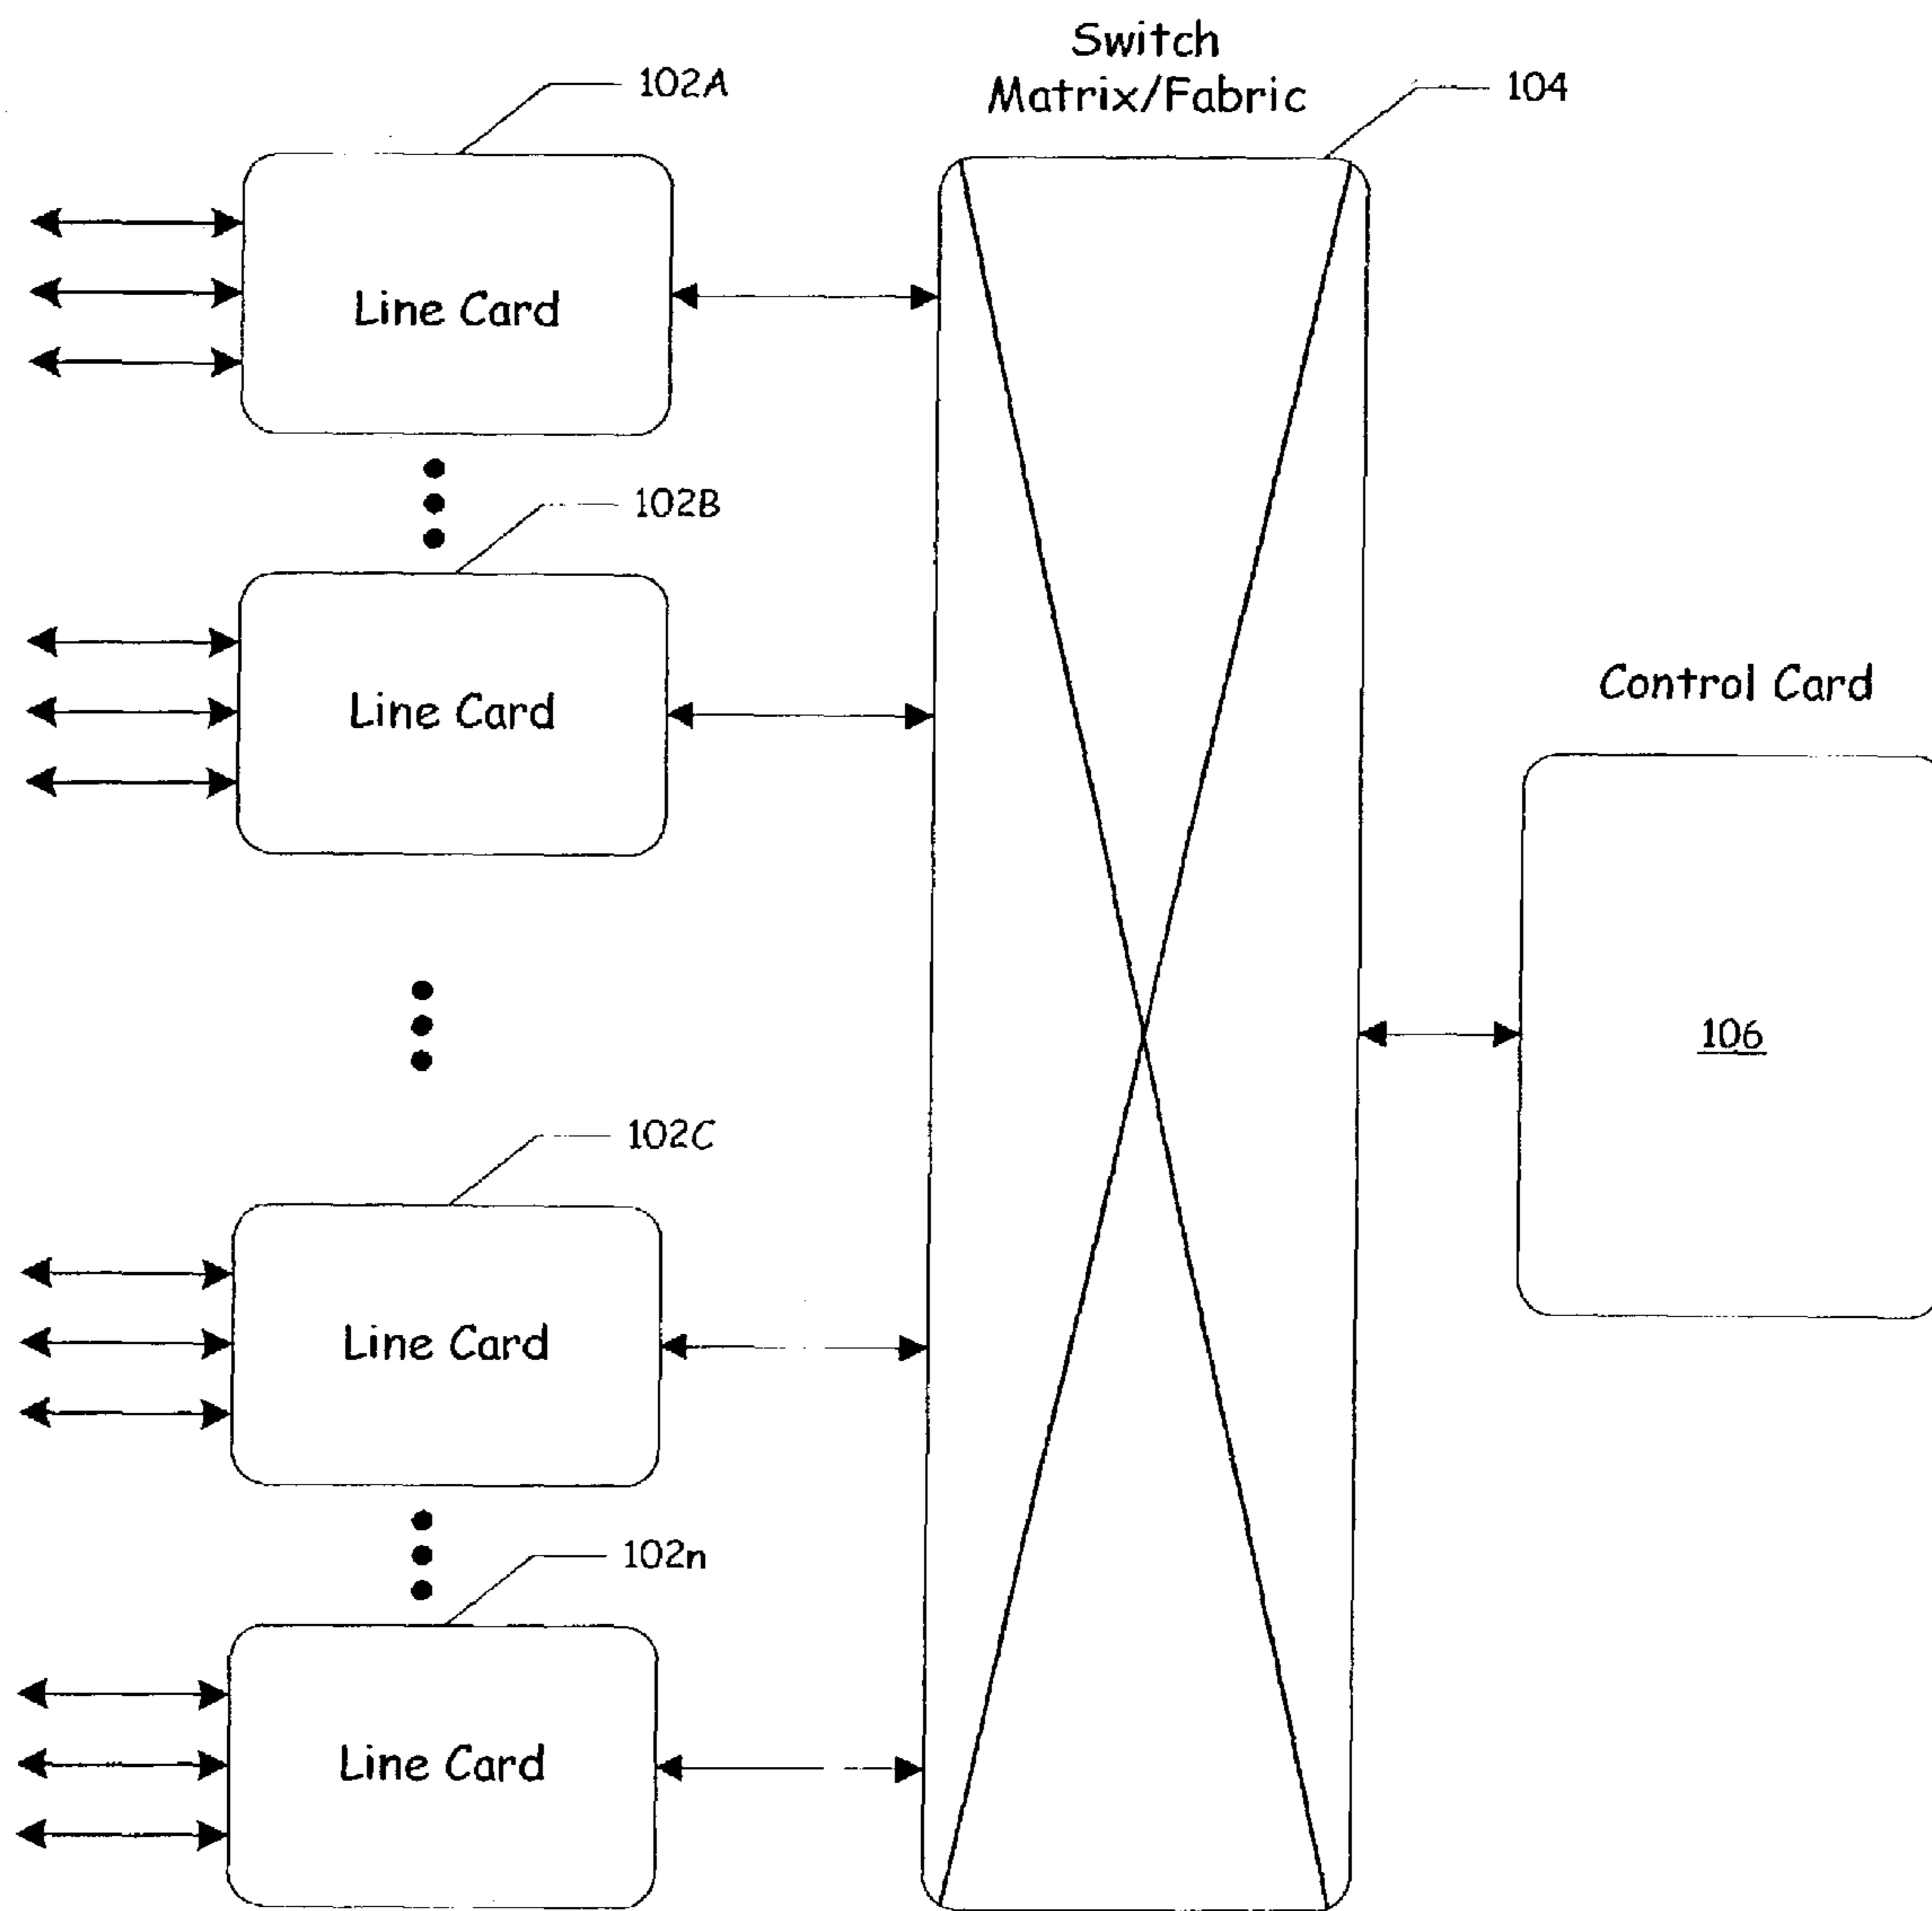 Switch
Matrix/Fabric
102A
104
Line Card
102B
Line Card
Control Card
106
102C
Line Card
102n
Line Card